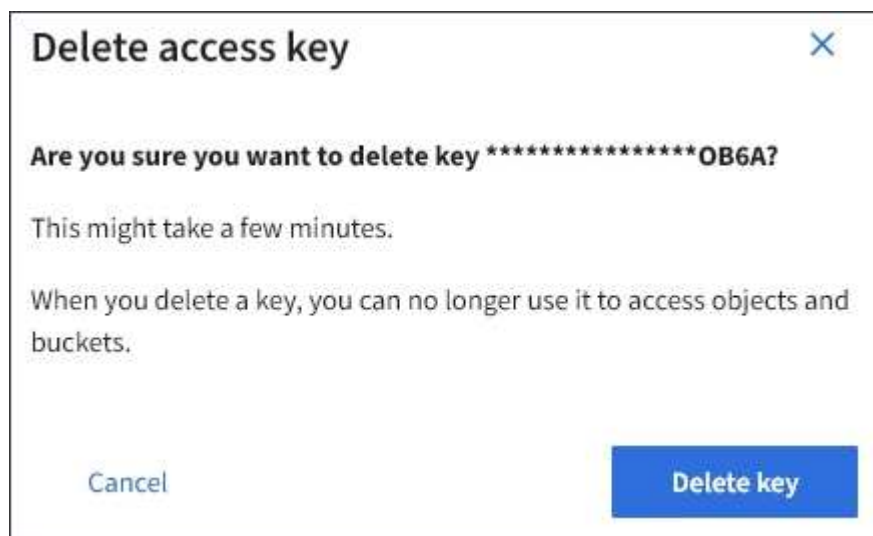 Delete access key
Are you sure you want to delete key ****************OB6A?
This might take a few minutes.
When you delete a key, you can no longer use it to access objects and
buckets.
Cancel
Delete key